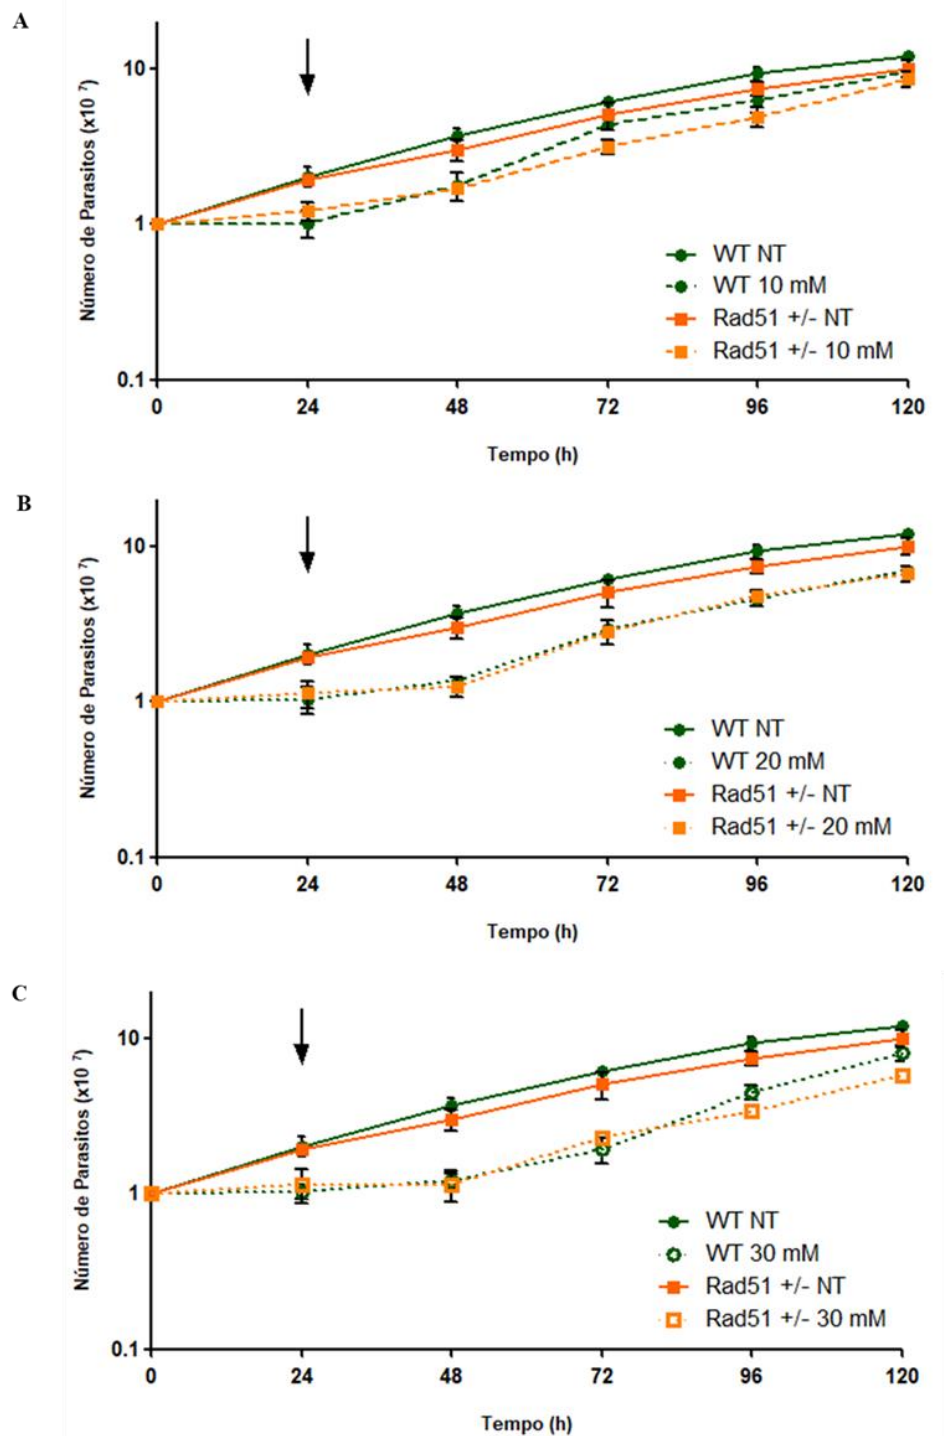 A
Número de Parasitos (x10 7)
10
1
0.1
0 24 48 72 96 120
Tempo (h)
WT NT
WT 10 mM
Rad51 +/- NT
Rad51 +/- 10 mM
B
Número de Parasitos (x10 7)
10
1
0.1
0 24 48 72 96 120
Tempo (h)
WT NT
WT 20 mM
Rad51 +/- NT
Rad51 +/- 20 mM
C
Número de Parasitos (x10 7)
10
1
0.1
0 24 48 72 96 120
Tempo (h)
WT NT
WT 30 mM
Rad51 +/- NT
Rad51 +/- 30 mM